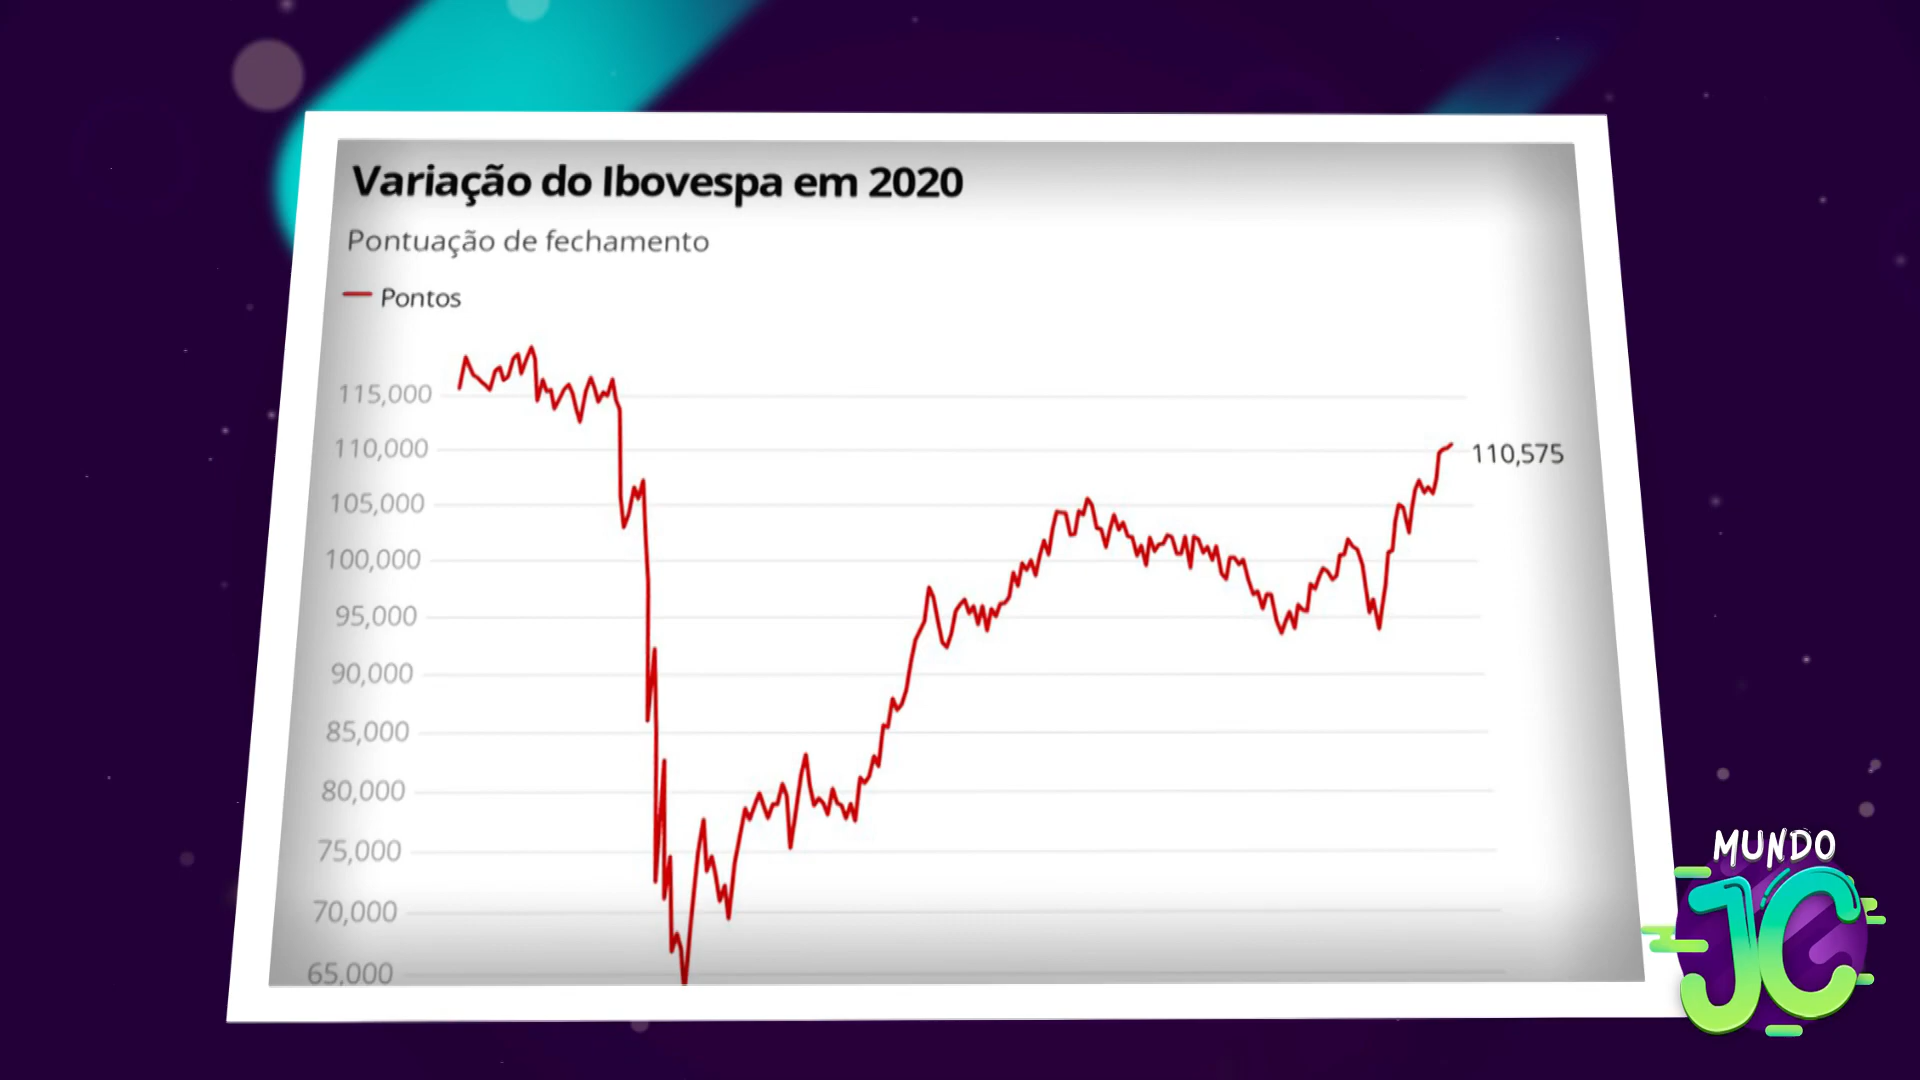 Variação do Ibovespa em 2020
Pontuação de fechamento
Pontos
115,000
110,000
110,575
105,000
100,000
95,000
90,000
85,000
80,000
75,000
70,000
65,000
MUNDO
JC